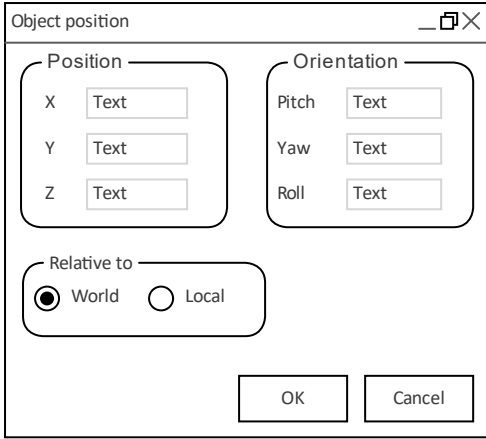 Object position
Position
Orientation
X Text
Pitch Text
Y Text
Yaw Text
Z Text
Roll Text
Relative to
World
Local
OK
Cancel